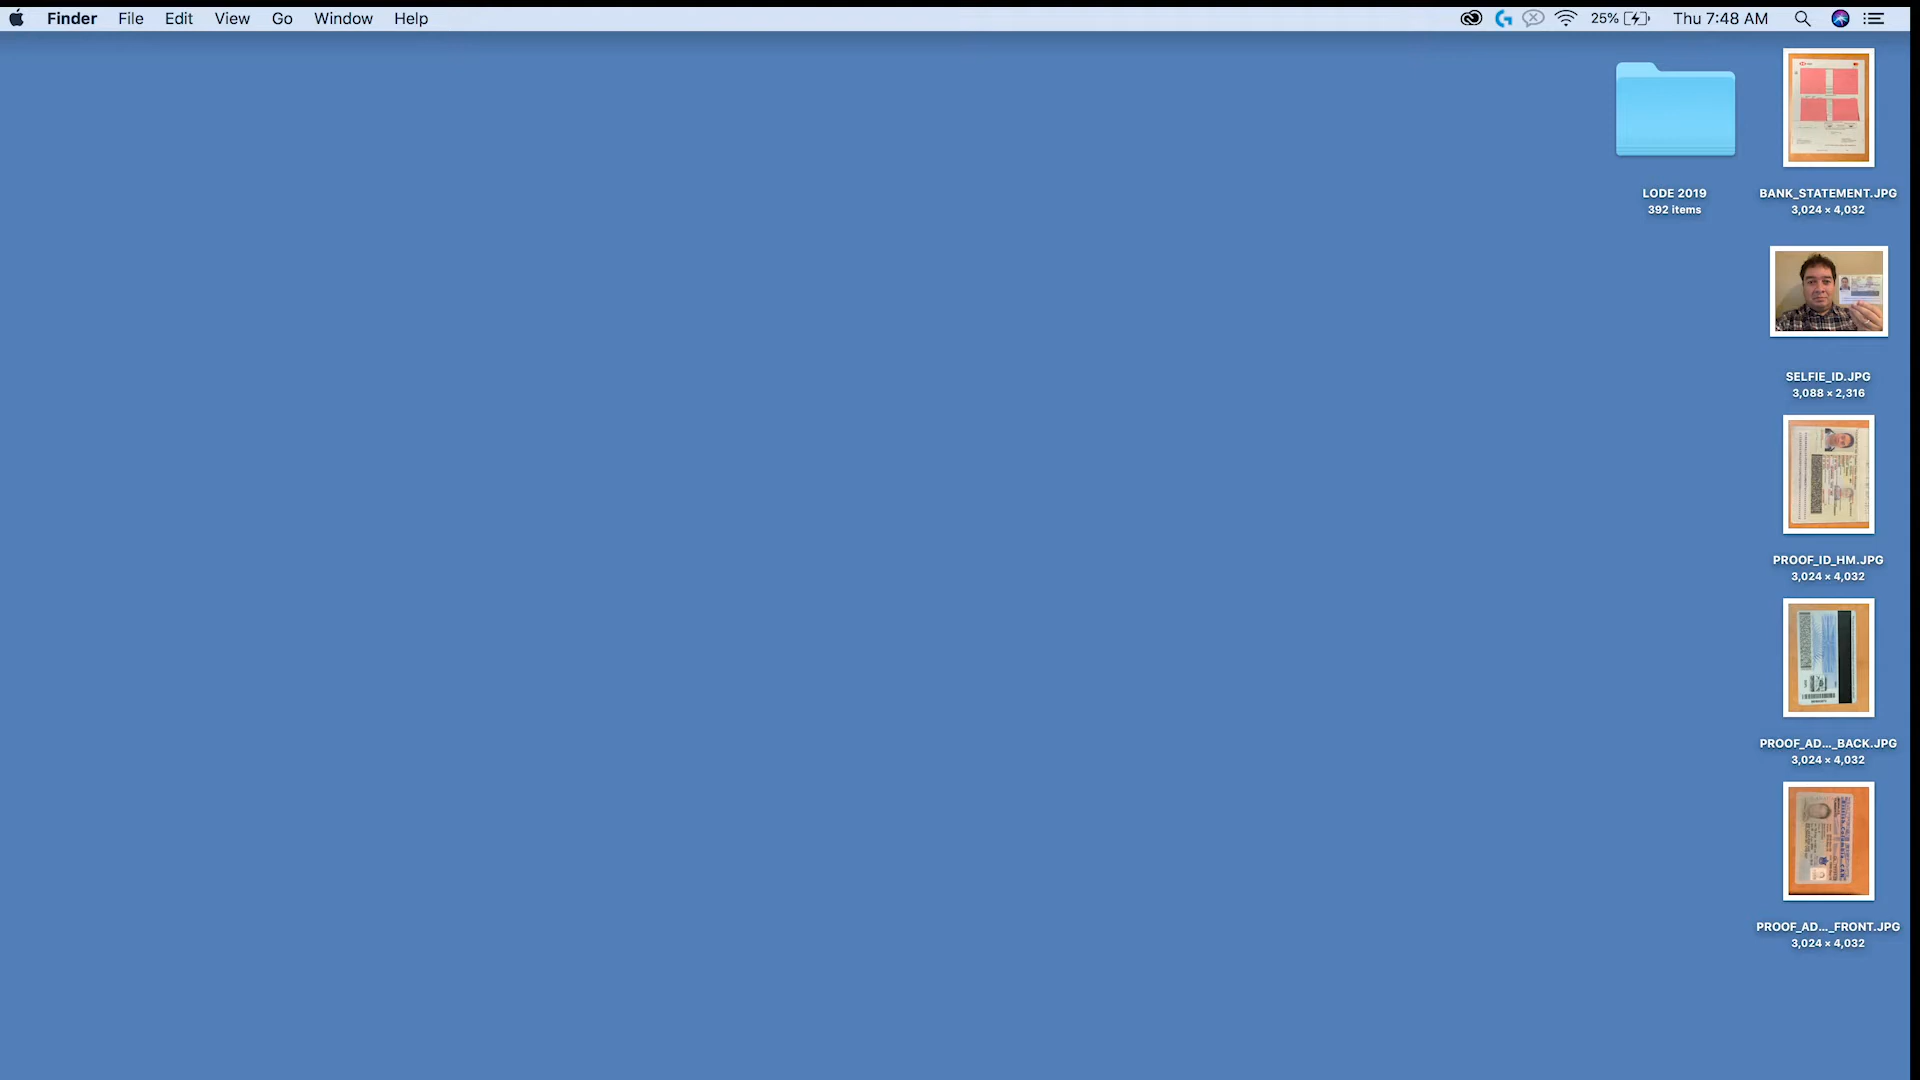 Finder File Edit View Go Window Help
25% Thu 7:48 AM
LODE 2019
392 items
BANK_STATEMENT.JPG
3,024 × 4,032
SELFIE_ID.JPG
3,088 × 2,316
PROOF_ID_HM.JPG
3,024 × 4,032
PROOF_AD..._BACK.JPG
3,024 × 4,032
PROOF_AD..._FRONT.JPG
3,024 × 4,032